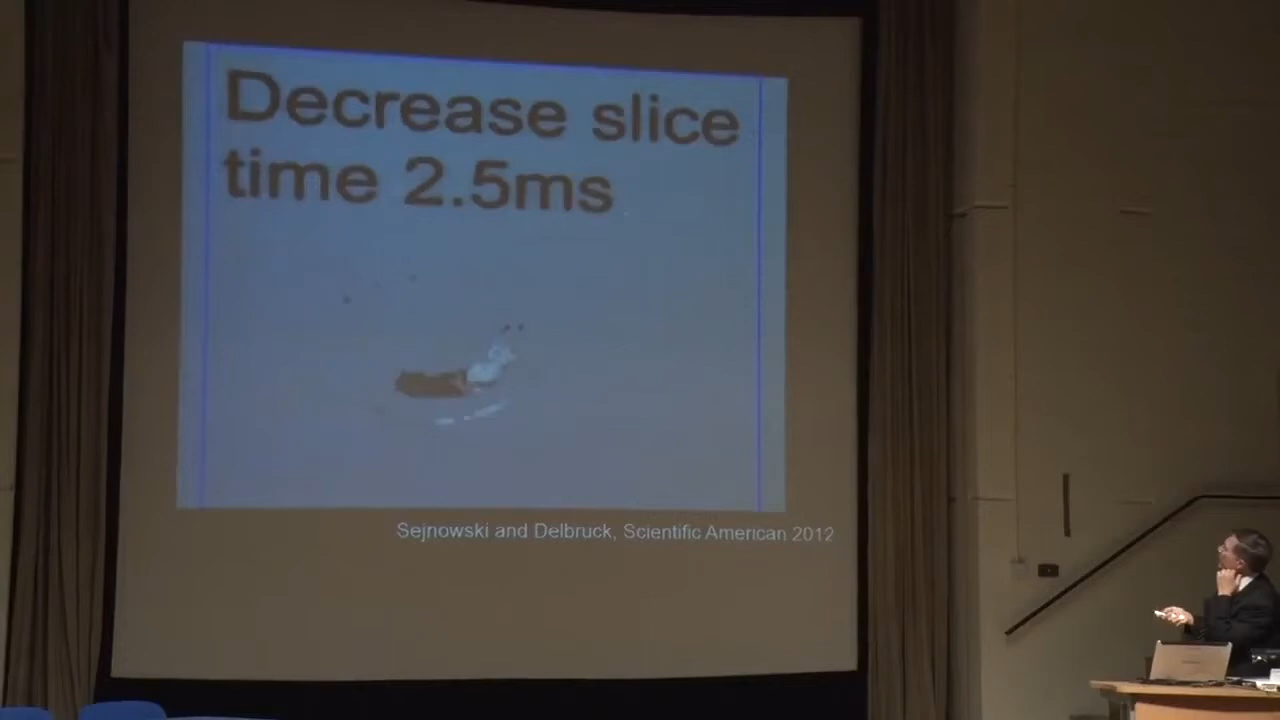 Decrease slice
time 2.5ms
Sejnowski and Delbruck, Scientific American 2012